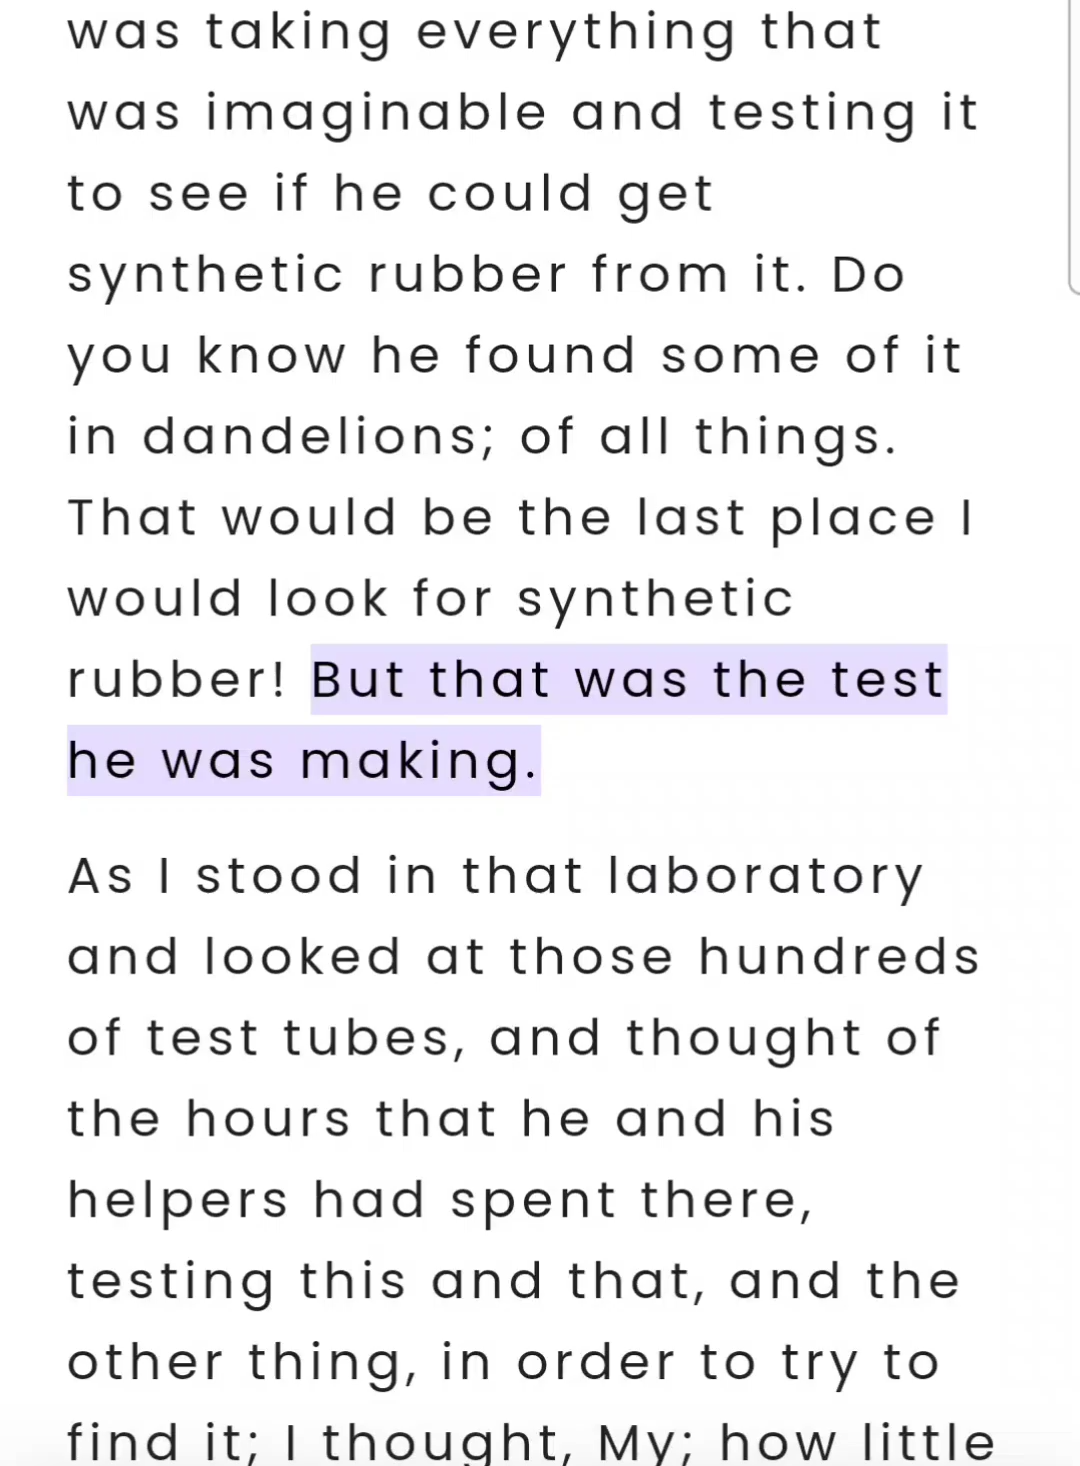 was taking everything that
was imaginable and testing it
to see if he could get
synthetic rubber from it. Do
you know he found some of it
in dandelions; of all things.
That would be the last place I
would look for synthetic
rubber! But that was the test
he was making.
As I stood in that laboratory
and looked at those hundreds
of test tubes, and thought of
the hours that he and his
helpers had spent there,
testing this and that, and the
other thing, in order to try to
find it; I thought, My; how little